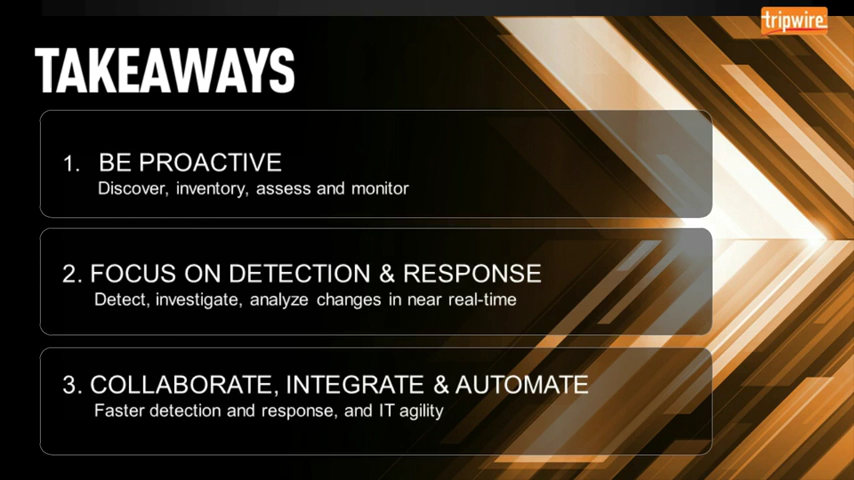 tripwire
TAKEAWAYS
1. BE PROACTIVE
Discover, inventory, assess and monitor
2. FOCUS ON DETECTION & RESPONSE
Detect, investigate, analyze changes in near real-time
3. COLLABORATE, INTEGRATE & AUTOMATE
Faster detection and response, and IT agility